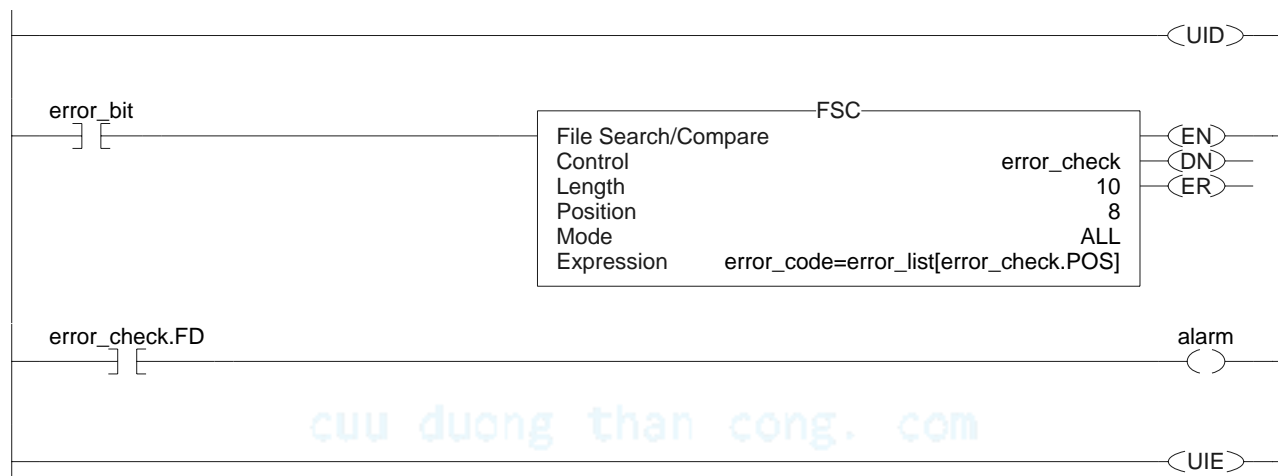 UID
error_bit
FSC
File Search/Compare
Control error_check
Length 10
Position 8
Mode ALL
Expression error_code=error_list[error_check.POS]
EN
DN
ER
error_check.FD
alarm
cuu duong than cong. com
UIE